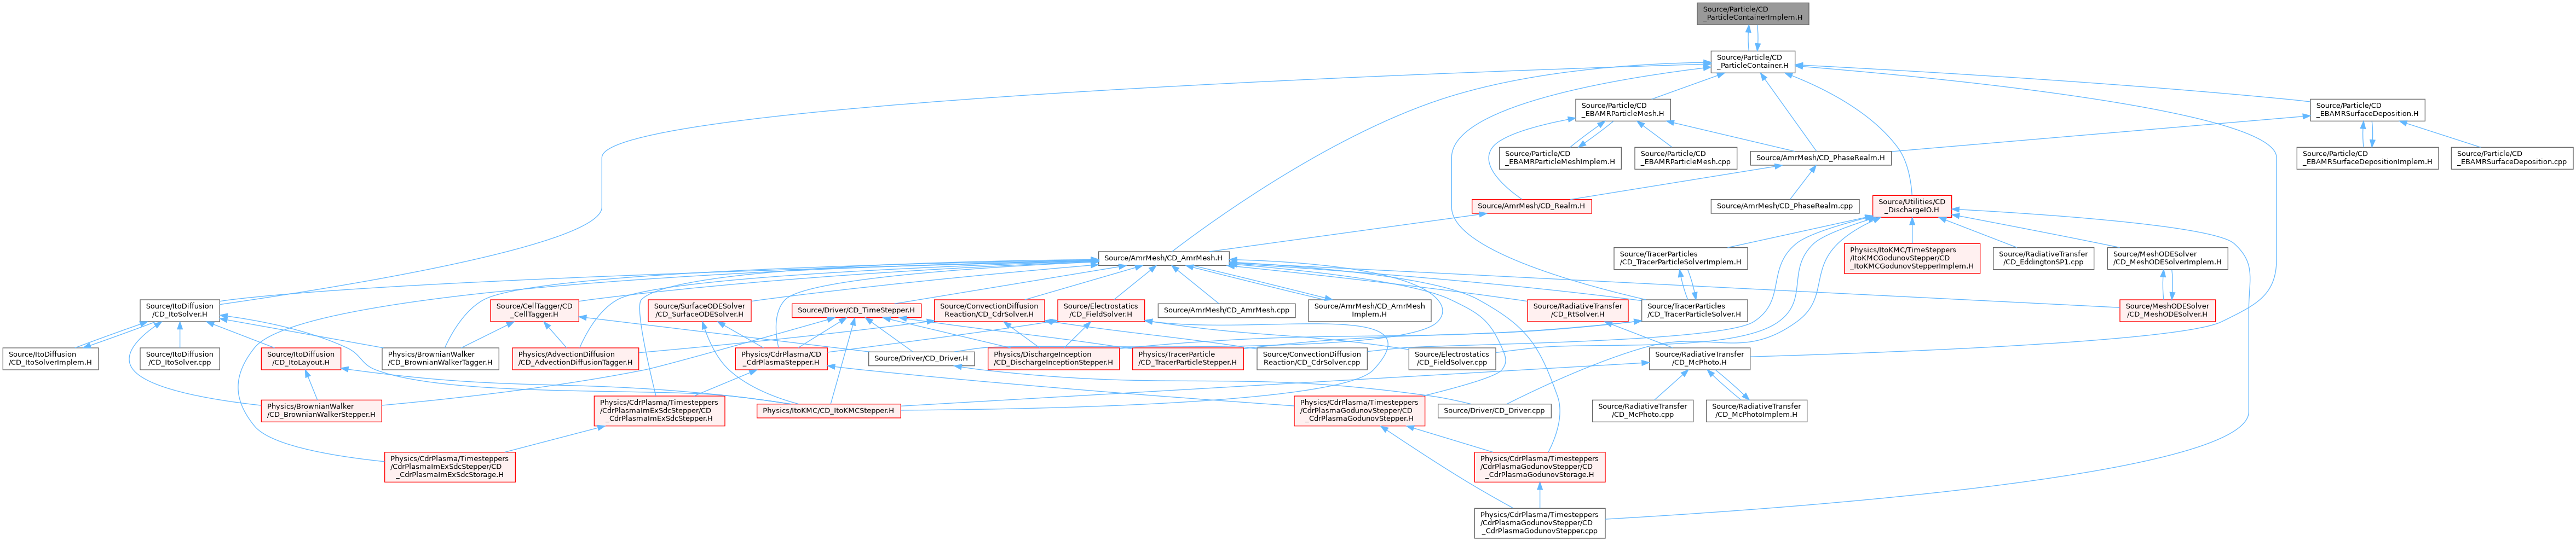 Source/Particle/CD
_ParticleContainerImplem.H
Source/Particle/CD
_ParticleContainer.H
Source/Particle/CD
_EBAMRParticleMesh.H
Source/Particle/CD
_EBAMRSurfaceDeposition.H
Source/Particle/CD
_EBAMRParticleMeshImplem.H
Source/Particle/CD
_EBAMRParticleMesh.cpp
Source/AmrMesh/CD_PhaseRealm.H
Source/Particle/CD
_EBAMRSurfaceDepositionImplem.H
Source/Particle/CD
_EBAMRSurfaceDeposition.cpp
Source/AmrMesh/CD_Realm.H
Source/AmrMesh/CD_PhaseRealm.cpp
Source/Utilities/CD
_DischargeIO.H
Source/AmrMesh/CD_AmrMesh.H
Source/TracerParticles
/CD_TracerParticleSolverImplem.H
Physics/ItoKMC/TimeSteppers
/ItoKMCGodunovStepper/CD
_ItoKMCGodunovStepperImplem.H
Source/RadiativeTransfer
/CD_EddingtonSP1.cpp
Source/MeshODESolver
/CD_MeshODESolverImplem.H
Source/ItoDiffusion
/CD_ItoSolver.H
Source/CellTagger/CD
_CellTagger.H
Source/SurfaceODESolver
/CD_SurfaceODESolver.H
Source/Driver/CD_TimeStepper.H
Source/ConvectionDiffusion
Reaction/CD_CdrSolver.H
Source/Electrostatics
/CD_FieldSolver.H
Source/AmrMesh/CD_AmrMesh.cpp
Source/AmrMesh/CD_AmrMesh
Implem.H
Source/RadiativeTransfer
/CD_RtSolver.H
Source/TracerParticles
/CD_TracerParticleSolver.H
Source/MeshODESolver
/CD_MeshODESolver.H
Source/ItoDiffusion
/CD_ItoSolverImplem.H
Source/ItoDiffusion
/CD_ItoSolver.cpp
Source/ItoDiffusion
/CD_ItoLayout.H
Physics/BrownianWalker
/CD_BrownianWalkerTagger.H
Physics/AdvectionDiffusion
/CD_AdvectionDiffusionTagger.H
Physics/CdrPlasma/CD
_CdrPlasmaStepper.H
Source/Driver/CD_Driver.H
Physics/DischargeInception
/CD_DischargeInceptionStepper.H
Physics/TracerParticle
/CD_TracerParticleStepper.H
Source/ConvectionDiffusion
Reaction/CD_CdrSolver.cpp
Source/Electrostatics
/CD_FieldSolver.cpp
Source/RadiativeTransfer
/CD_McPhoto.H
Physics/BrownianWalker
/CD_BrownianWalkerStepper.H
Physics/CdrPlasma/Timesteppers
/CdrPlasmaImExSdcStepper/CD
_CdrPlasmaImExSdcStepper.H
Physics/ItoKMC/CD_ItoKMCStepper.H
Source/Driver/CD_Driver.cpp
Physics/CdrPlasma/Timesteppers
/CdrPlasmaGodunovStepper/CD
_CdrPlasmaGodunovStepper.H
Source/RadiativeTransfer
/CD_McPhoto.cpp
Source/RadiativeTransfer
/CD_McPhotoImplem.H
Physics/CdrPlasma/Timesteppers
/CdrPlasmaImExSdcStepper/CD
_CdrPlasmaImExSdcStorage.H
Physics/CdrPlasma/Timesteppers
/CdrPlasmaGodunovStepper/CD
_CdrPlasmaGodunovStorage.H
Physics/CdrPlasma/Timesteppers
/CdrPlasmaGodunovStepper/CD
_CdrPlasmaGodunovStepper.cpp